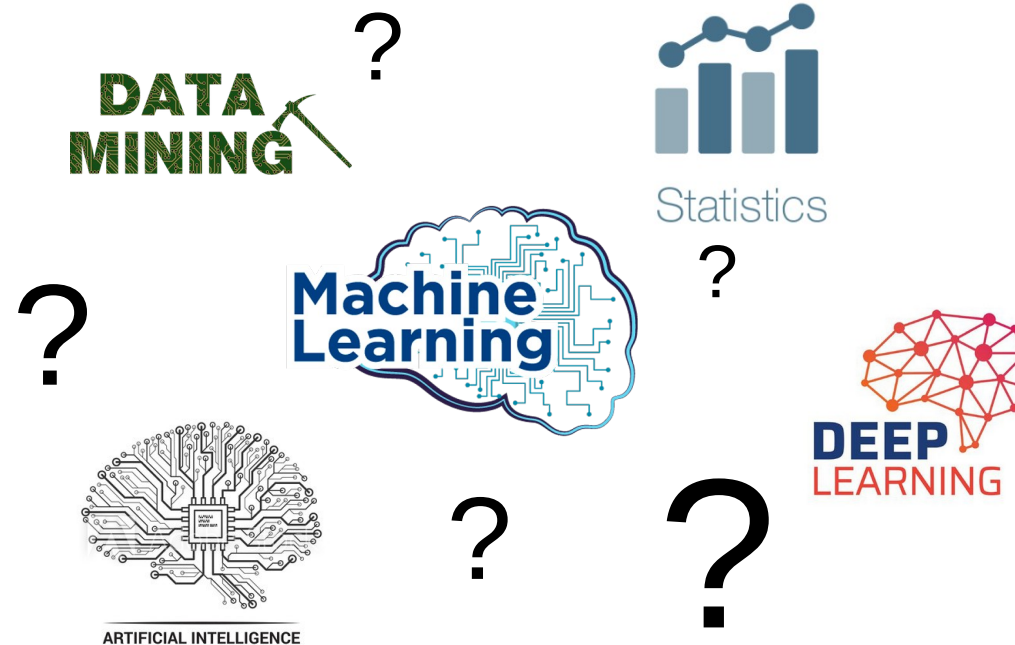 ?
DATA
MINING
Statistics
?
Machine
Learning
?
DEEP
LEARNING
?
?
ARTIFICIAL INTELLIGENCE